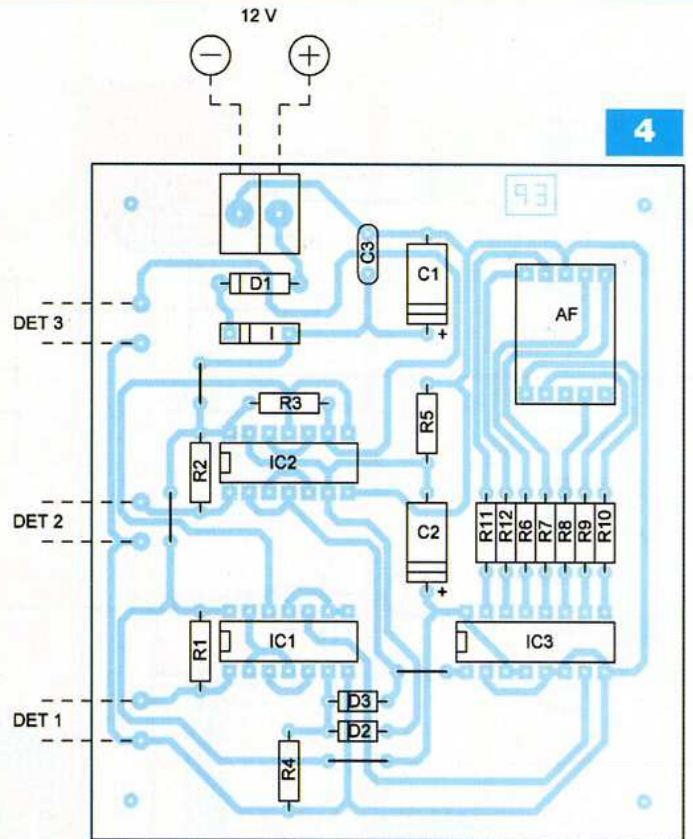 12 V
− +
4
93
C3
C1
+
D1
DET 3
I
AF
R3
R5
R2
IC2
DET 2
C2
+
R11 R12 R6 R7 R8 R9 R10
R1
IC1
IC3
DET 1
D3
D2
R4